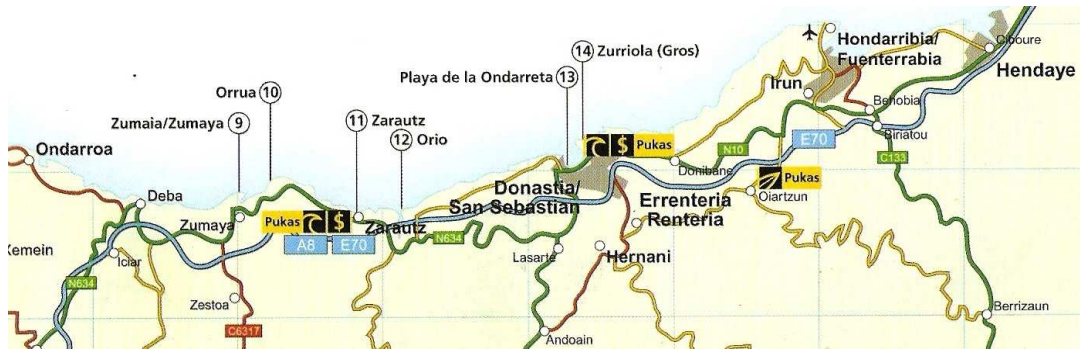 14 Zurriola (Gros)
Hondarribia/
Fuenterrabia
Ciboure
Hendaye
Playa de la Ondarreta 13
Irun
Orrua 10
Behobia
Zumaia/Zumaya 9
11 Zarautz
12 Orio
Biriatou
E70
Ondarroa
$ Pukas
N10
Donibane
C133
Pukas
Oiartzun
Deba
Donastia/
San Sebastian
Errenteria
Renteria
Zumaya
Pukas $
Zarautz
A8
E70
N634
Lasarte
Hernani
Kemein
Iciar
N634
Zestoa
Berrizaun
C6317
Andoain